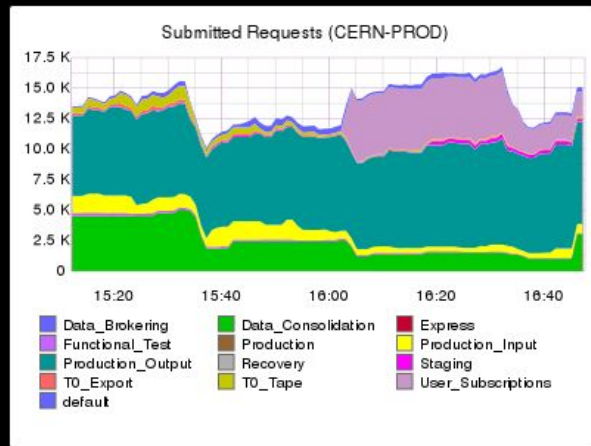 Submitted Requests (CERN-PROD)
17.5 K
15.0 K
12.5 K
10.0 K
7.5 K
5.0 K
2.5 K
0
15:20 15:40 16:00 16:20 16:40
Data_Brokering Data_Consolidation Express
Functional_Test Production Production_Input
Production_Output Recovery Staging
T0_Export T0_Tape User_Subscriptions
default